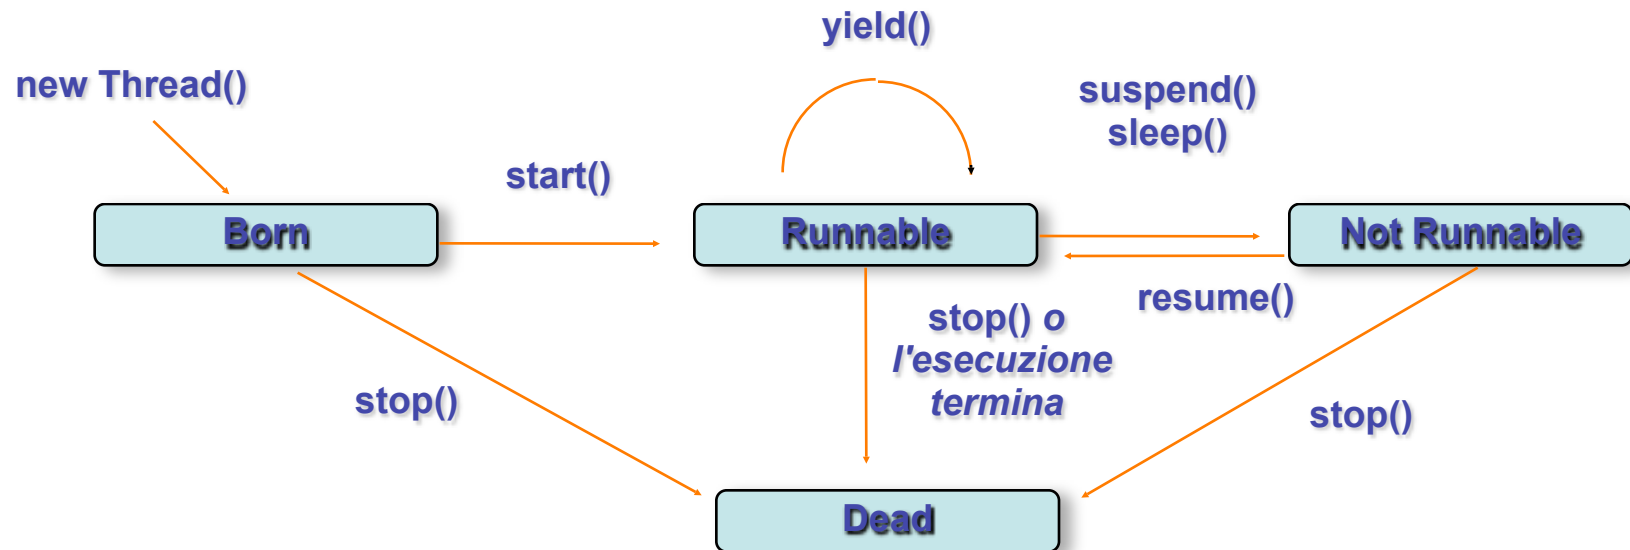 yield()
new Thread()
suspend()
sleep()
start()
Born
Runnable
Not Runnable
resume()
stop() o
l'esecuzione
termina
stop()
stop()
Dead